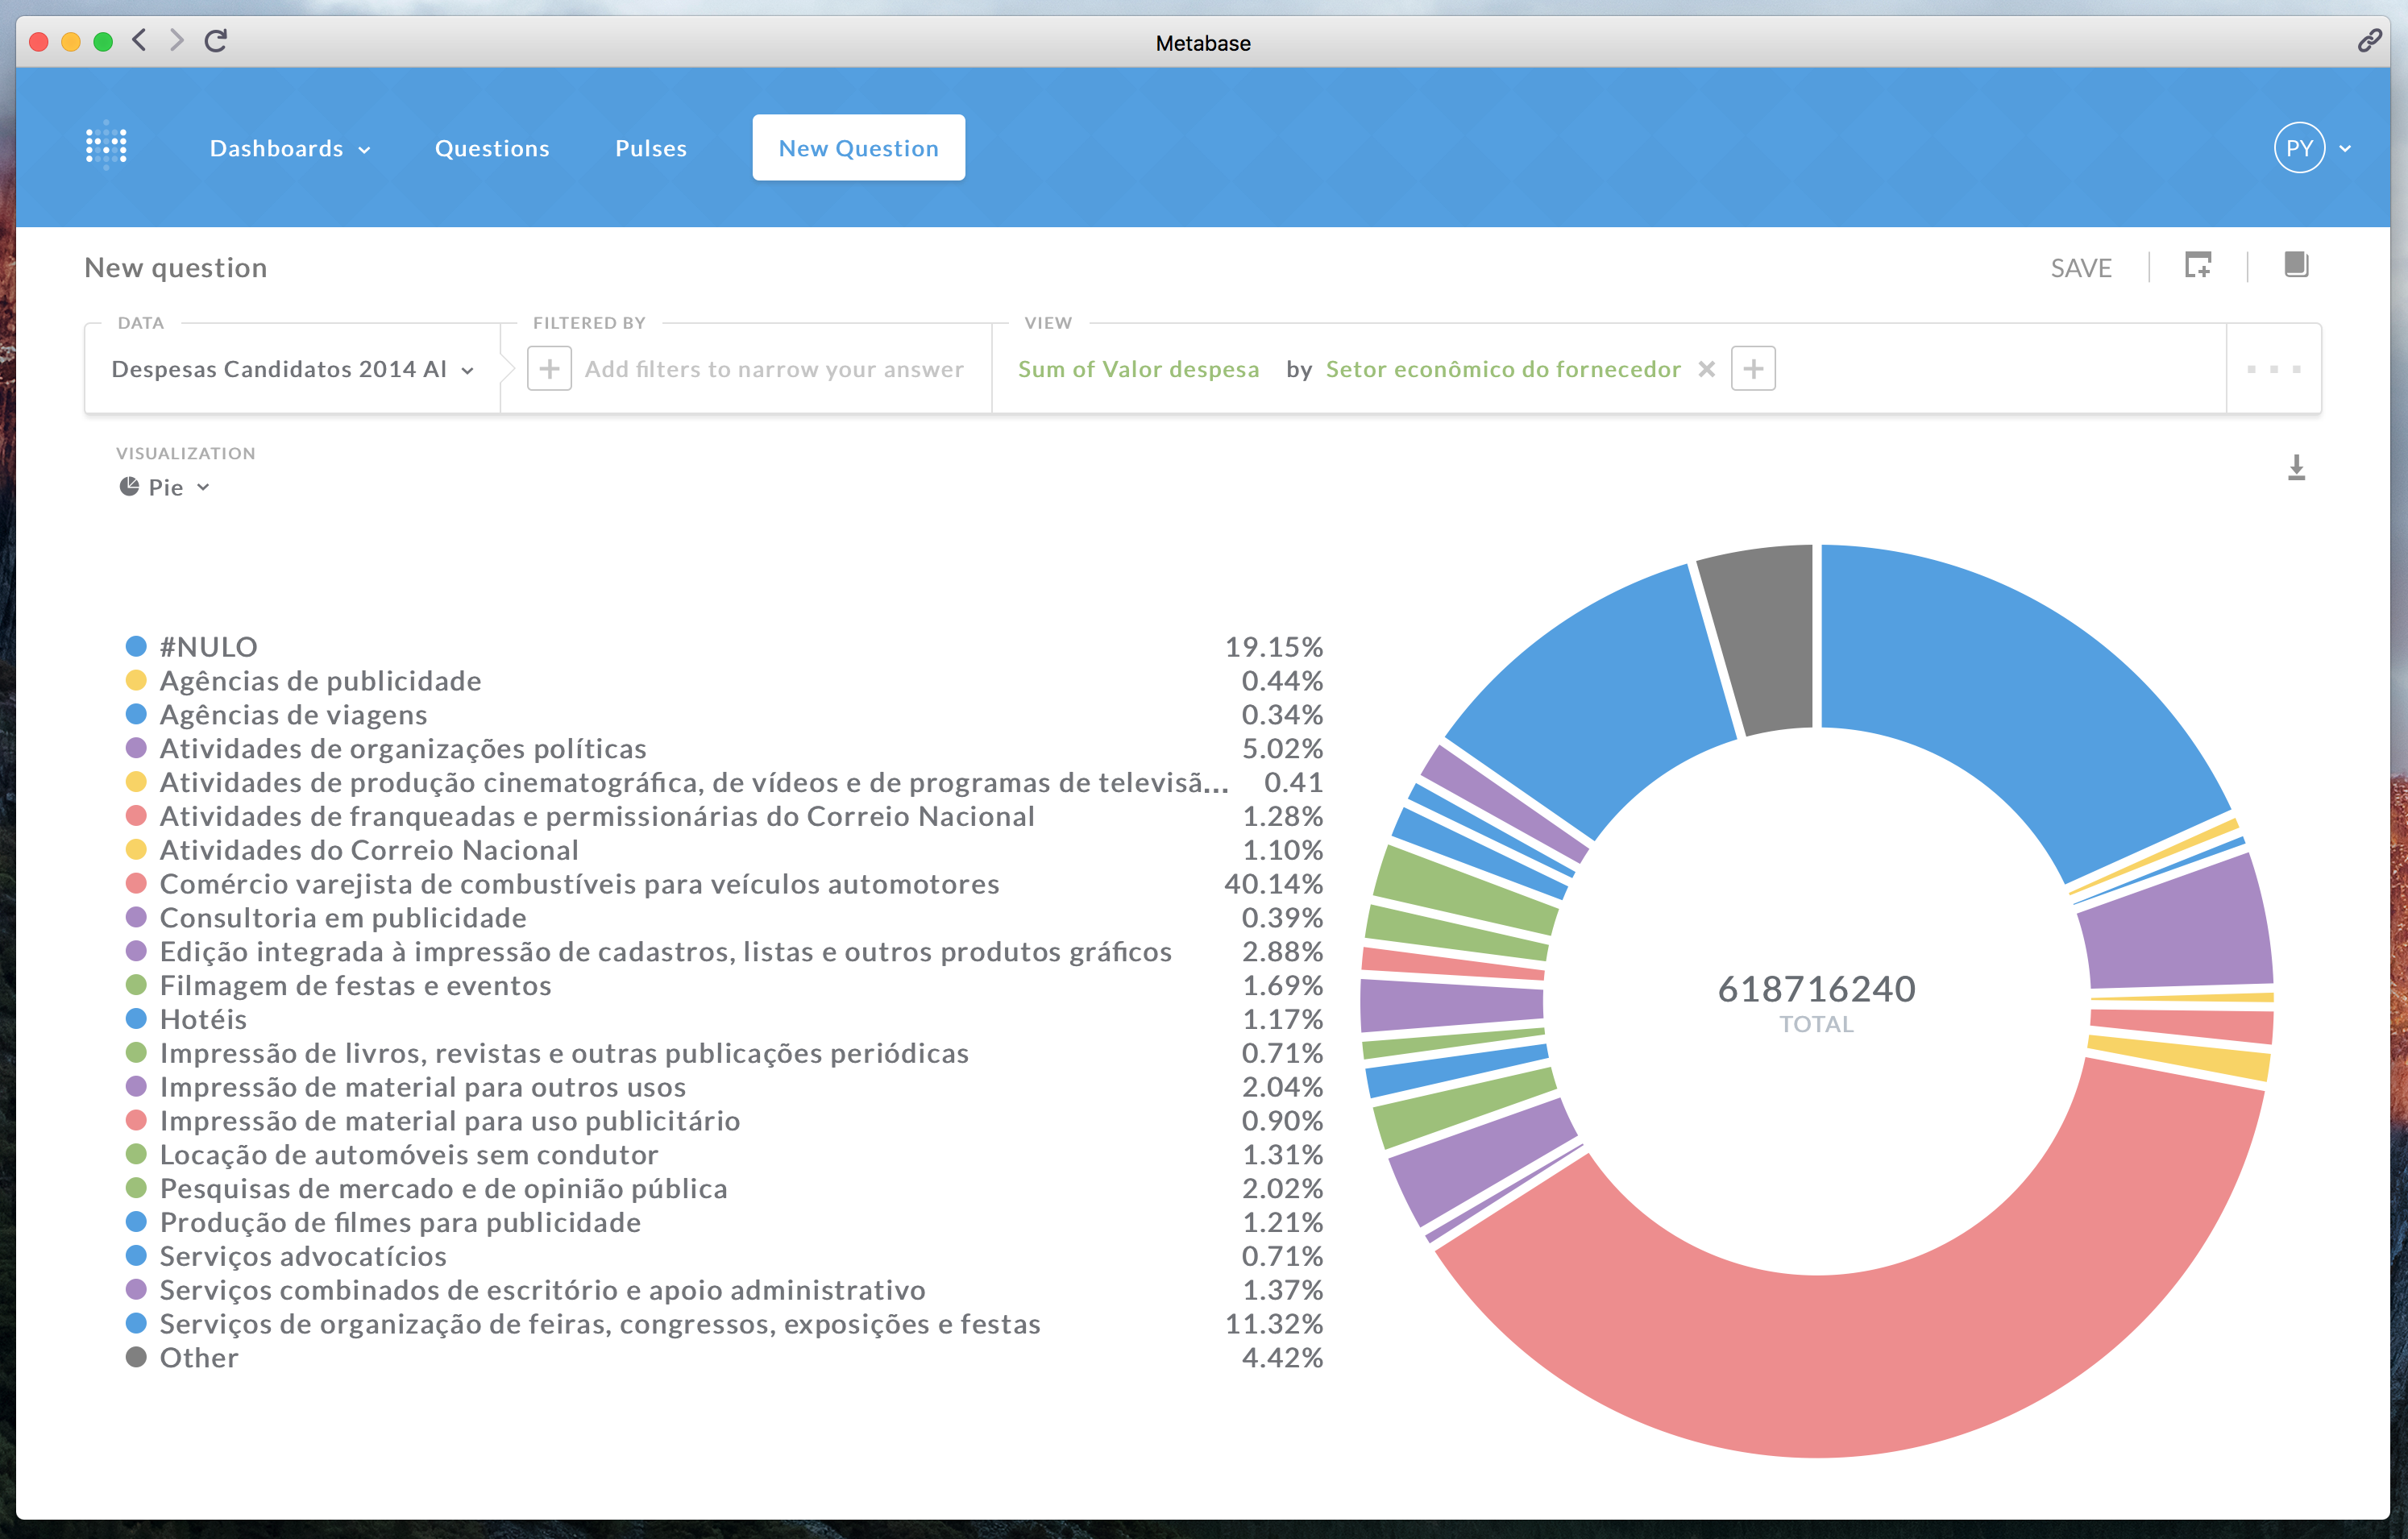 Metabase
Dashboards
Questions
Pulses
New Question
PY
New question
SAVE
DATA
FILTERED BY
VIEW
Despesas Candidatos 2014 Al
Add filters to narrow your answer
Sum of Valor despesa by Setor econômico do fornecedor
VISUALIZATION
Pie
#NULO 19.15%
Agências de publicidade 0.44%
Agências de viagens 0.34%
Atividades de organizações políticas 5.02%
Atividades de produção cinematográfica, de vídeos e de programas de televisã... 0.41
Atividades de franqueadas e permissionárias do Correio Nacional 1.28%
Atividades do Correio Nacional 1.10%
Comércio varejista de combustíveis para veículos automotores 40.14%
Consultoria em publicidade 0.39%
Edição integrada à impressão de cadastros, listas e outros produtos gráficos 2.88%
Filmagem de festas e eventos 1.69%
Hotéis 1.17%
Impressão de livros, revistas e outras publicações periódicas 0.71%
Impressão de material para outros usos 2.04%
Impressão de material para uso publicitário 0.90%
Locação de automóveis sem condutor 1.31%
Pesquisas de mercado e de opinião pública 2.02%
Produção de filmes para publicidade 1.21%
Serviços advocatícios 0.71%
Serviços combinados de escritório e apoio administrativo 1.37%
Serviços de organização de feiras, congressos, exposições e festas 11.32%
Other 4.42%
618716240
TOTAL